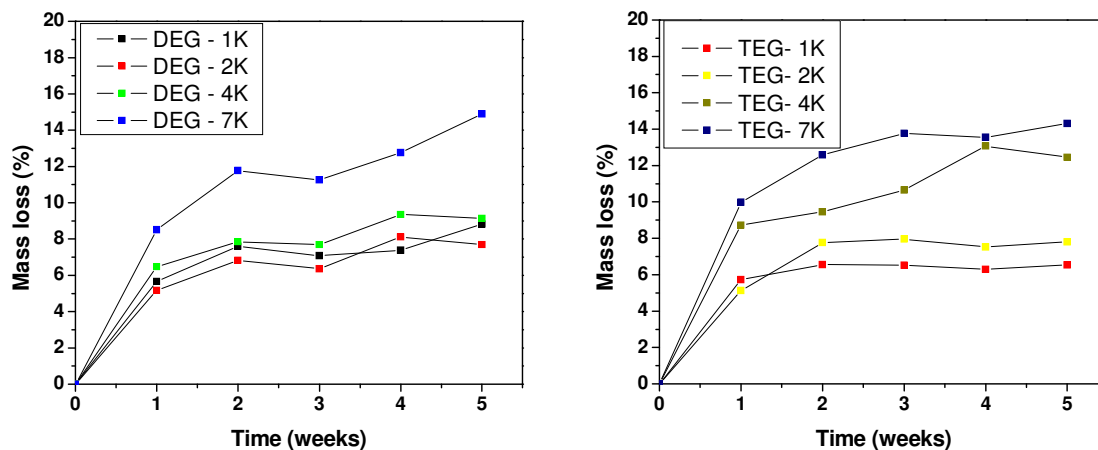 20
18
16
14
12
10
8
6
4
2
0
Mass loss (%)
DEG - 1K
DEG - 2K
DEG - 4K
DEG - 7K
0 1 2 3 4 5
Time (weeks)
20
18
16
14
12
10
8
6
4
2
0
Mass loss (%)
TEG- 1K
TEG- 2K
TEG- 4K
TEG- 7K
0 1 2 3 4 5
Time (weeks)